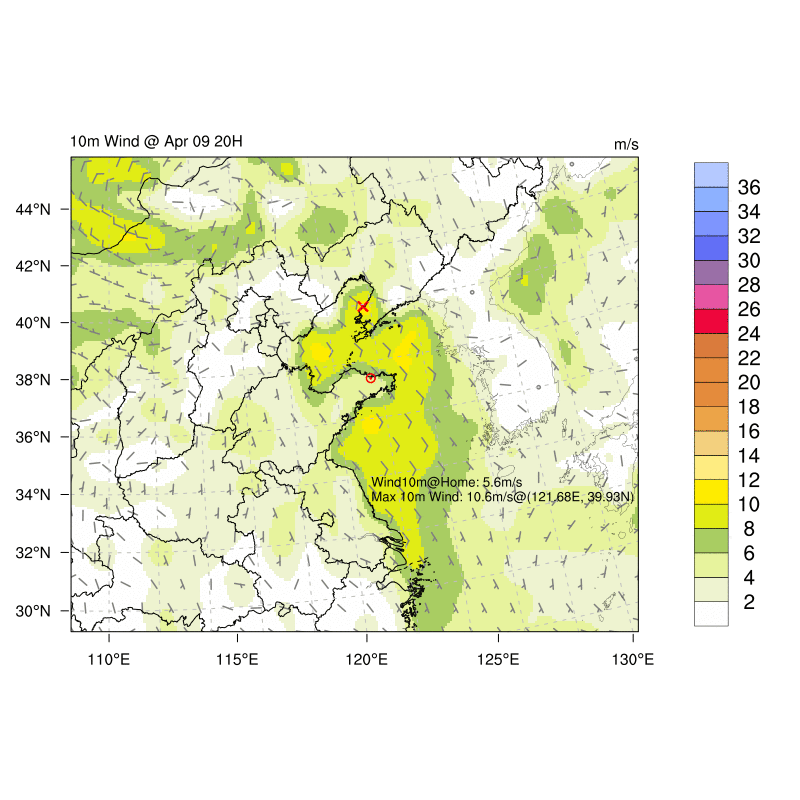 10m Wind @ Apr 09 20H
m/s
44°N
42°N
40°N
38°N
36°N
34°N
32°N
30°N
110°E
115°E
120°E
125°E
130°E
Wind10m@Home: 5.6m/s
Max 10m Wind: 10.6m/s@(121.68E, 39.93N)
36
34
32
30
28
26
24
22
20
18
16
14
12
10
8
6
4
2